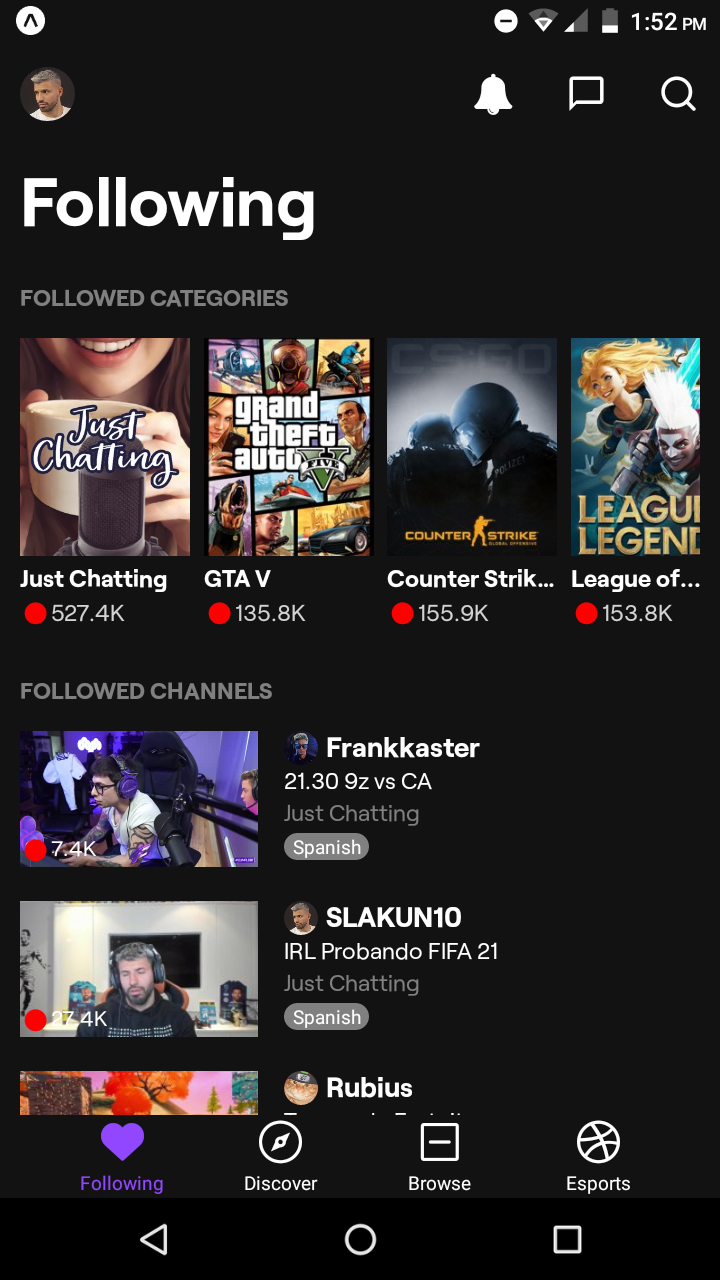 1:52 PM
Following
FOLLOWED CATEGORIES
Just
Chatting
grand
theft
auto
FIVE
CS:GO
POLIZEI
COUNTER STRIKE
GLOBAL OFFENSIVE
LEAGU
LEGEND
Just Chatting
GTA V
Counter Strik...
League of...
527.4K
135.8K
155.9K
153.8K
FOLLOWED CHANNELS
Frankkaster
21.30 9z vs CA
Just Chatting
Spanish
7.4K
SLAKUN10
IRL Probando FIFA 21
Just Chatting
Spanish
27.4K
Rubius
Following
Discover
Browse
Esports